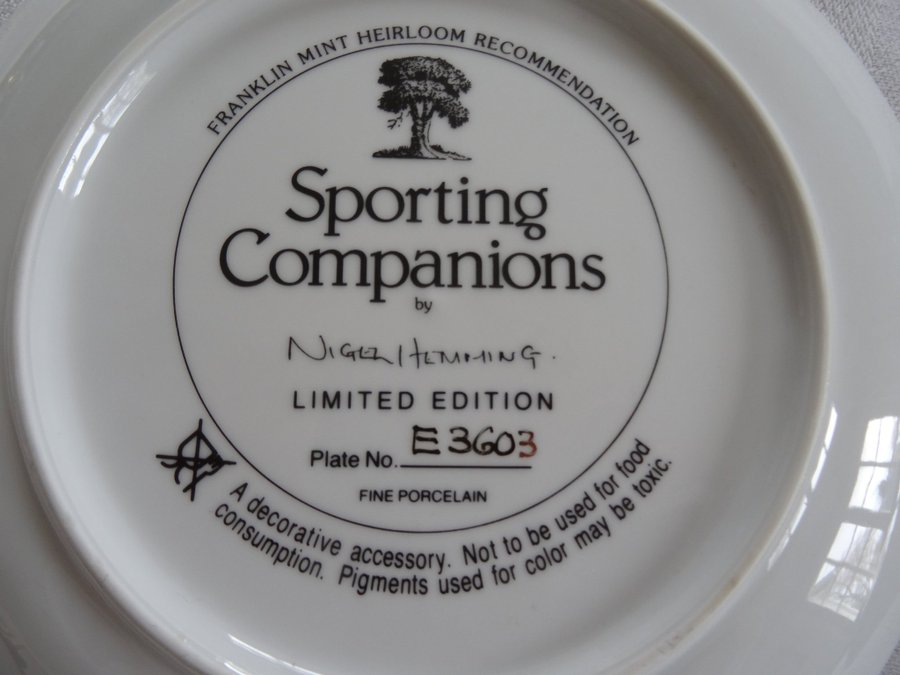 FRANKLIN MINT HEIRLOOM RECOMMENDATION
Sporting
Companions
by
NIGEL HEMMING.
LIMITED EDITION
Plate No. E3603
FINE PORCELAIN
A decorative accessory. Not to be used for food
consumption. Pigments used for color may be toxic.